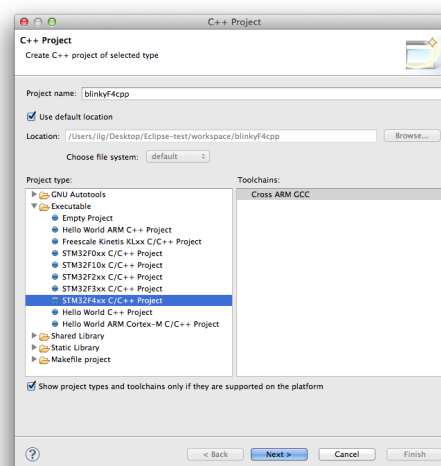 C++ Project
C++ Project
Create C++ project of selected type
Project name: blinkyF4cpp
Use default location
Location: /Users/ilg/Desktop/Eclipse-test/workspace/blinkyF4cpp Browse...
Choose file system: default
Project type: Toolchains:
GNU Autotools Cross ARM GCC
Executable
Empty Project
Hello World ARM C++ Project
Freescale Kinetis KLxx C/C++ Project
STM32F0xx C/C++ Project
STM32F10x C/C++ Project
STM32F2xx C/C++ Project
STM32F3xx C/C++ Project
STM32F4xx C/C++ Project
Hello World C++ Project
Hello World ARM Cortex-M C/C++ Project
Shared Library
Static Library
Makefile project
Show project types and toolchains only if they are supported on the platform
? < Back Next > Cancel Finish